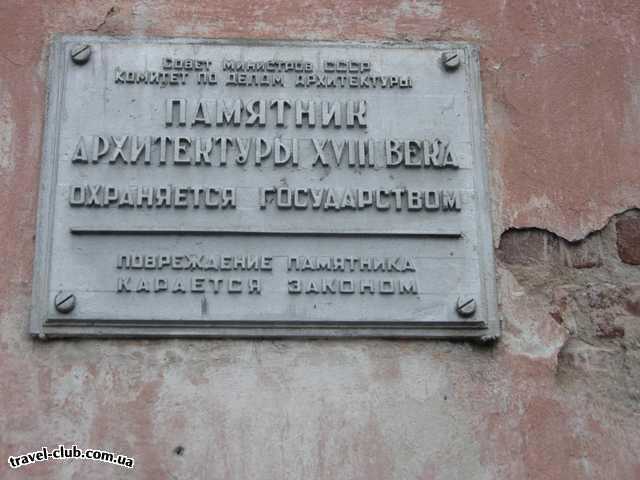 Совет министров СССР
Комитет по делам архитектуры
ПАМЯТНИК
АРХИТЕКТУРЫ XVIII ВЕКА
ОХРАНЯЕТСЯ ГОСУДАРСТВОМ
ПОВРЕЖДЕНИЕ ПАМЯТНИКА
КАРАЕТСЯ ЗАКОНОМ
travel-club.com.ua